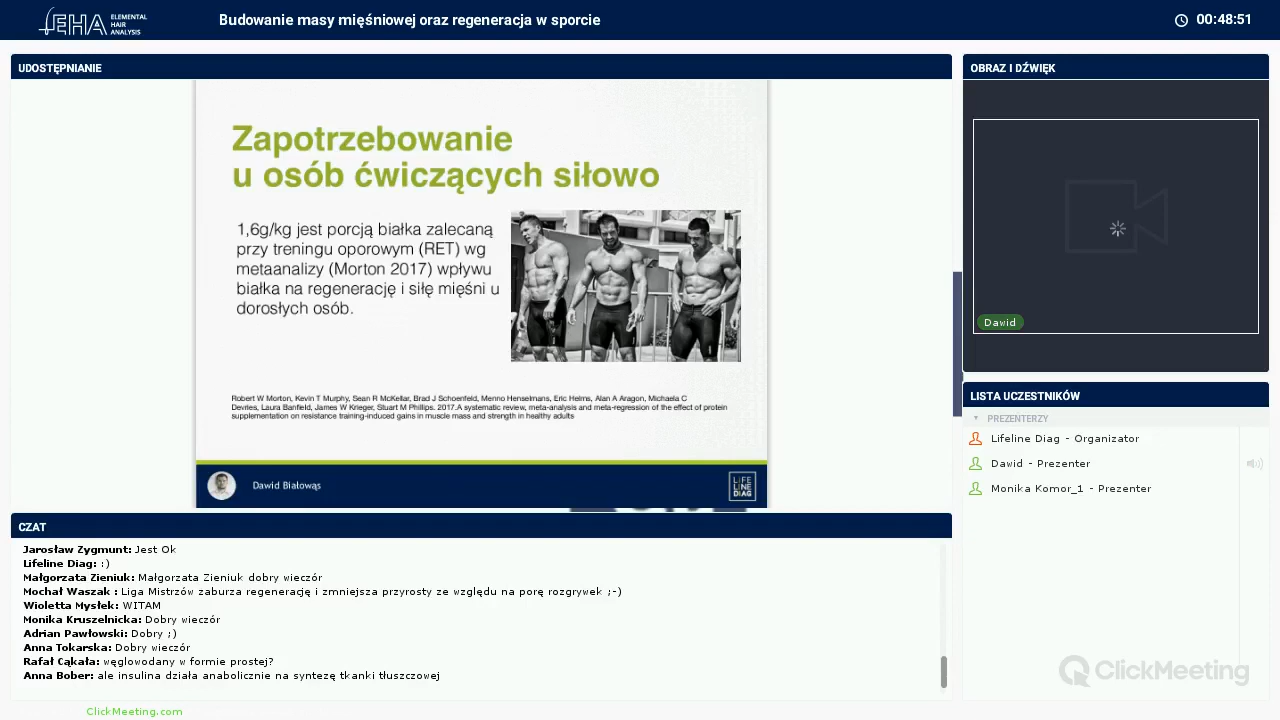 EHA ELEMENTAL
HAIR
ANALYSIS
Budowanie masy mięśniowej oraz regeneracja w sporcie
00:48:51
UDOSTĘPNIANIE
Zapotrzebowanie
u osób ćwiczących siłowo
1,6g/kg jest porcją białka zalecaną
przy treningu oporowym (RET) wg
metaanalizy (Morton 2017) wpływu
białka na regenerację i siłę mięśni u
dorosłych osób.
Robert W Morton, Kevin T Murphy, Sean R McKellar, Brad J Schoenfeld, Menno Henselmans, Eric Helms, Alan A Aragon, Michaela C
Devries, Laura Banfield, James W Krieger, Stuart M Phillips. 2017.A systematic review, meta-analysis and meta-regression of the effect of protein
supplementation on resistance training-induced gains in muscle mass and strength in healthy adults
Dawid Białowąs
LIFE
LINE
DIAG
CZAT
Jarosław Zygmunt: Jest Ok
Lifeline Diag: :)
Małgorzata Zieniuk: Małgorzata Zieniuk dobry wieczór
Mochał Waszak : Liga Mistrzów zaburza regenerację i zmniejsza przyrosty ze względu na porę rozgrywek ;-)
Wioletta Mysłek: WITAM
Monika Kruszelnicka: Dobry wieczór
Adrian Pawłowski: Dobry ;)
Anna Tokarska: Dobry wieczór
Rafał Cąkała: węglowodany w formie prostej?
Anna Bober: ale insulina działa anabolicznie na syntezę tkanki tłuszczowej
ClickMeeting.com
OBRAZ I DŹWIĘK
Dawid
LISTA UCZESTNIKÓW
PREZENTERZY
Lifeline Diag - Organizator
Dawid - Prezenter
Monika Komor_1 - Prezenter
ClickMeeting